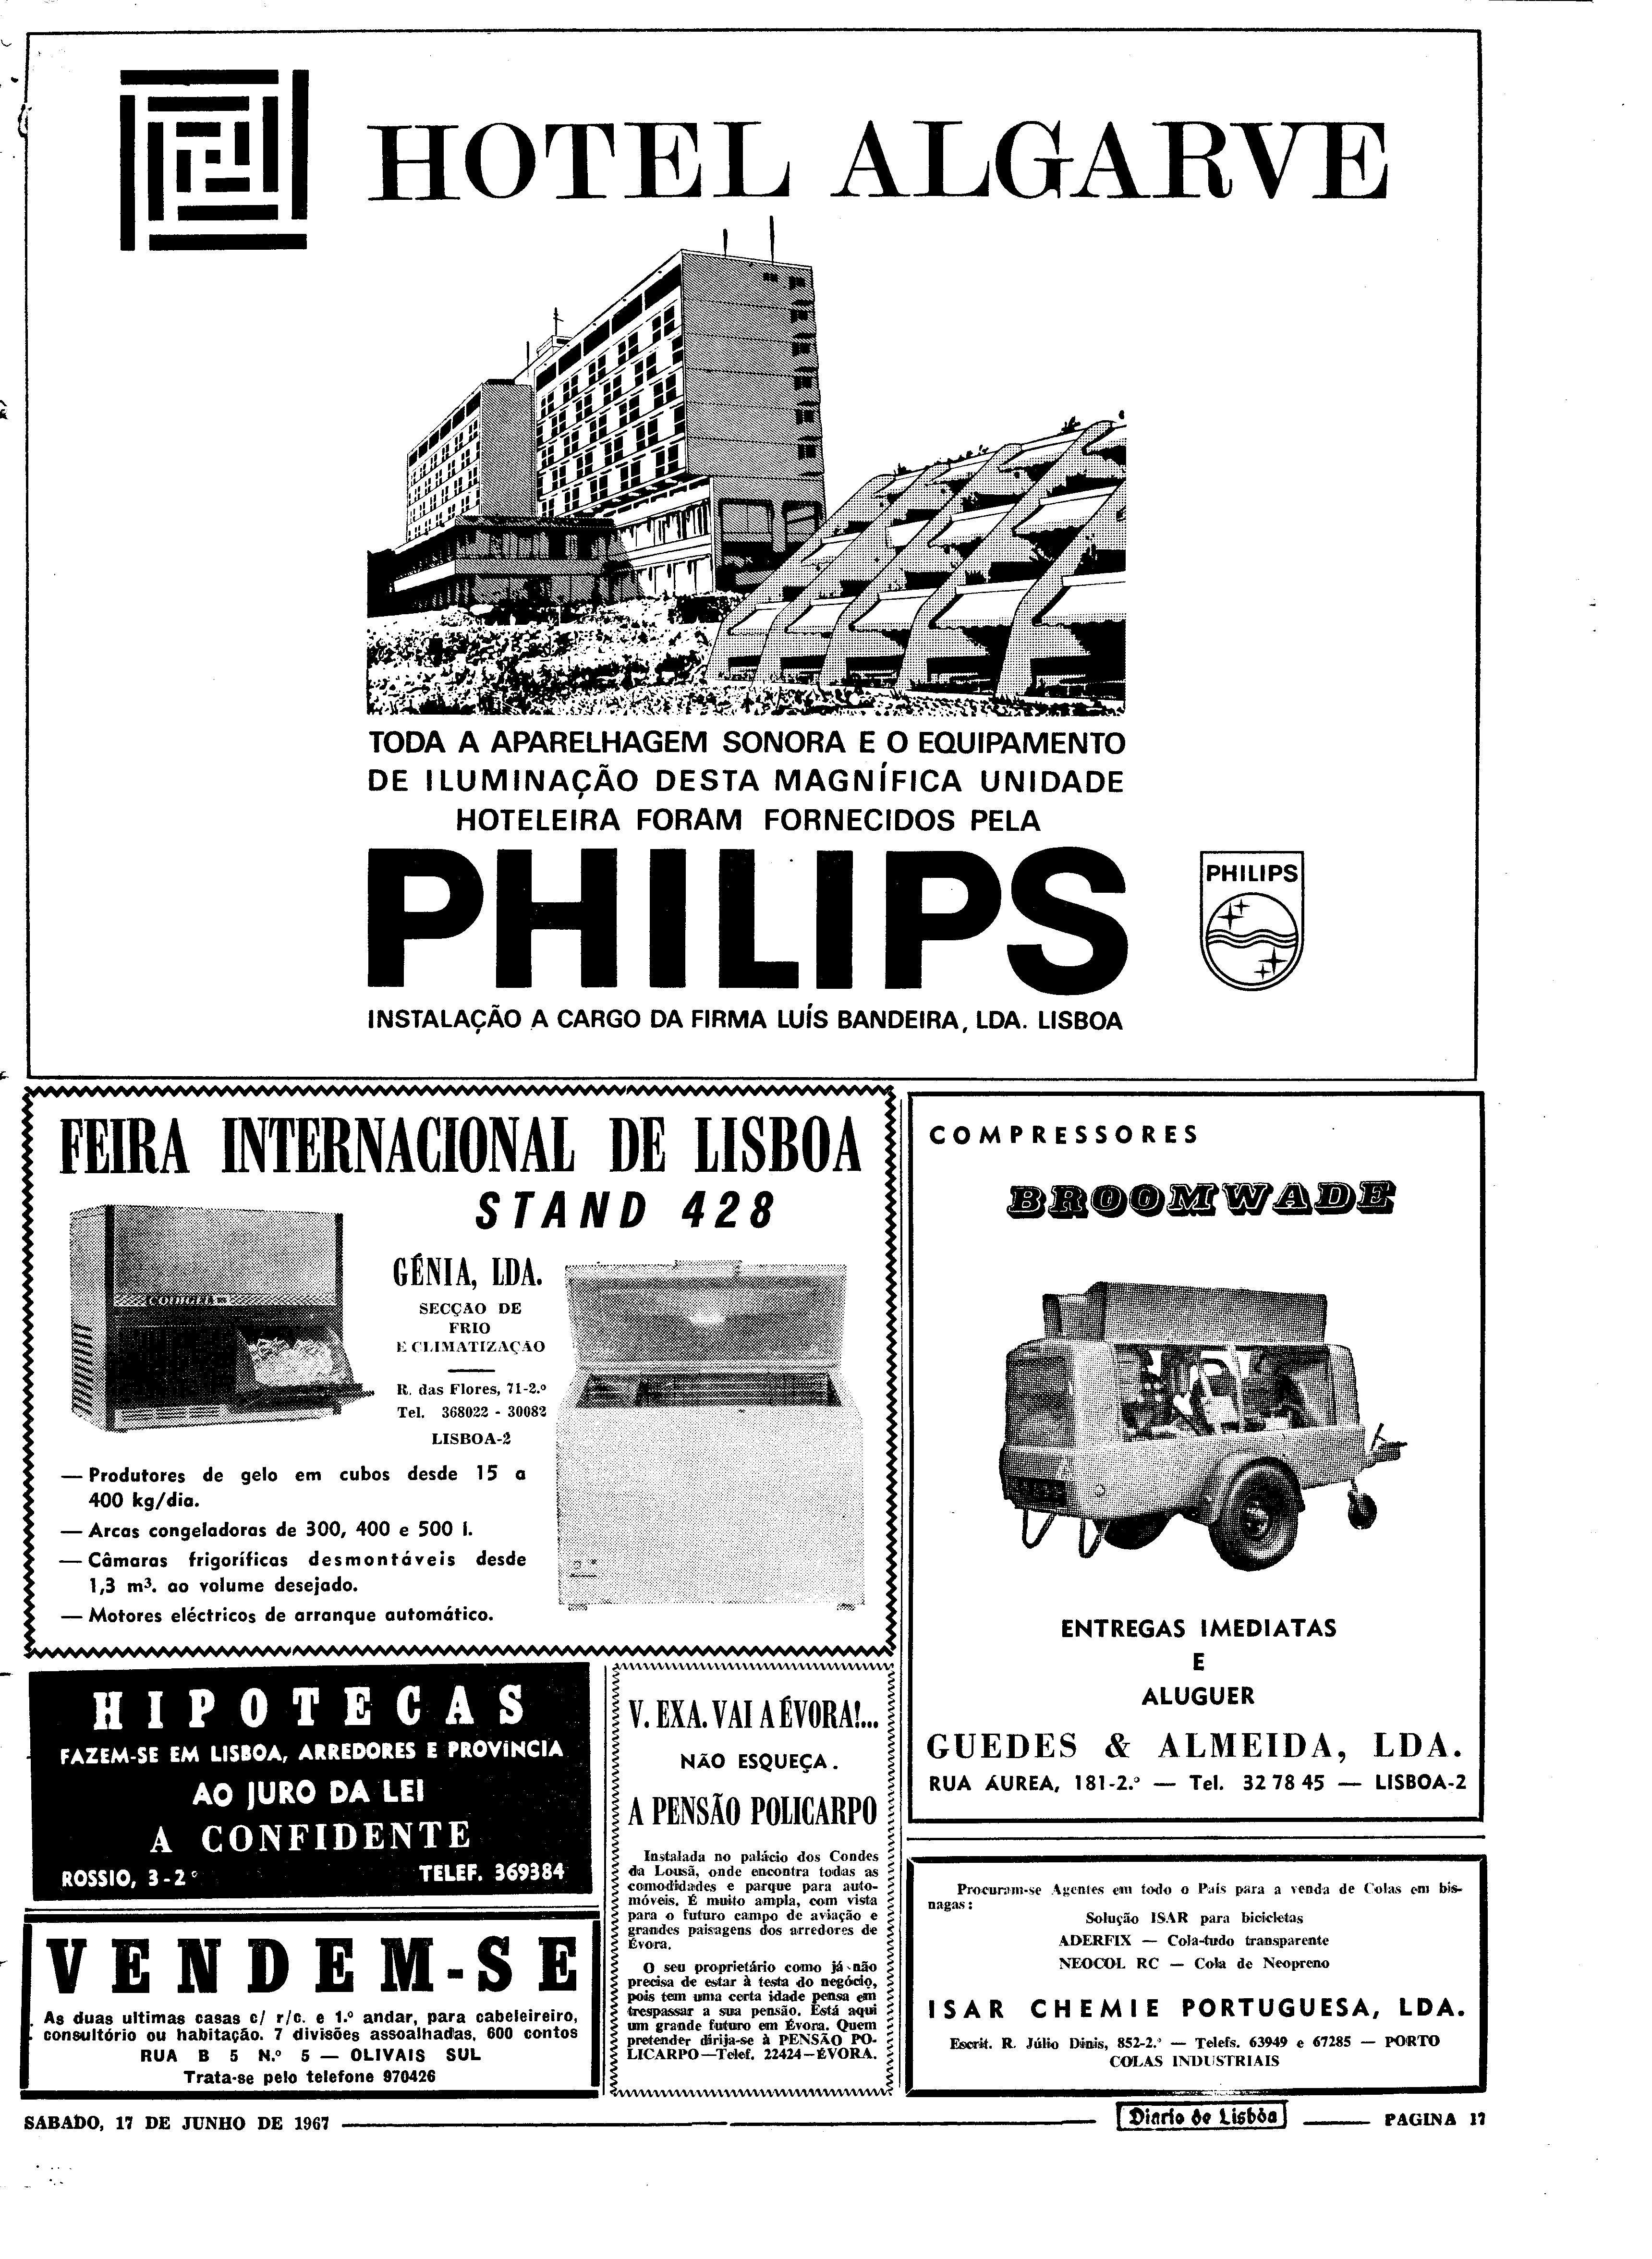 HOTEL ALGARVE
TODA A APARELHAGEM SONORA E O EQUIPAMENTO
DE ILUMINAÇÃO DESTA MAGNÍFICA UNIDADE
HOTELEIRA FORAM FORNECIDOS PELA
PHILIPS
PHILIPS
INSTALAÇÃO A CARGO DA FIRMA LUÍS BANDEIRA, LDA. LISBOA
FEIRA INTERNACIONAL DE LISBOA
STAND 428
GÉNIA, LDA.
SECÇAO DE
FRIO
E CLIMATIZAÇÃO
R. das Flores, 71-2.º
Tel. 368022 - 30082
LISBOA-2
— Produtores de gelo em cubos desde 15 a
400 kg/dia.
— Arcas congeladoras de 300, 400 e 500 l.
— Câmaras frigoríficas desmontáveis desde
1,3 m³. ao volume desejado.
— Motores eléctricos de arranque automático.
COMPRESSORES
BROOMWADE
ENTREGAS IMEDIATAS
E
ALUGUER
GUEDES & ALMEIDA, LDA.
RUA ÁUREA, 181-2.º — Tel. 32 78 45 — LISBOA-2
HIPOTECAS
FAZEM-SE EM LISBOA, ARREDORES E PROVÍNCIA
AO JURO DA LEI
A CONFIDENTE
ROSSIO, 3-2º TELEF. 369384
VENDEM-SE
As duas ultimas casas c/ r/c. e 1.º andar, para cabeleireiro,
consultório ou habitação. 7 divisões assoalhadas, 600 contos
RUA B 5 N.º 5 — OLIVAIS SUL
Trata-se pelo telefone 970426
V. EXA. VAI A ÉVORA!...
NÃO ESQUEÇA.
A PENSÃO POLICARPO
Instalada no palácio dos Condes
da Lousã, onde encontra todas as
comodidades e parque para auto-
móveis. É muito ampla, com vista
para o futuro campo de aviação e
grandes paisagens dos arredores de
Évora.
O seu proprietário como já não
precisa de estar à testa do negócio,
pois tem uma certa idade pensa em
trespassar a sua pensão. Está aqui
um grande futuro em Évora. Quem
pretender dirija-se à PENSÃO PO-
LICARPO—Telef. 22424—ÉVORA.
Procuram-se Agentes em todo o País para a venda de Colas em bis-
nagas:
Solução ISAR para bicicletas
ADERFIX — Cola-tudo transparente
NEOCOL RC — Cola de Neopreno
ISAR CHEMIE PORTUGUESA, LDA.
Escrit. R. Júlio Dinis, 852-2.º — Telefs. 63949 e 67285 — PORTO
COLAS INDUSTRIAIS
SABADO, 17 DE JUNHO DE 1967
Diario de Lisbôa
PAGINA 17